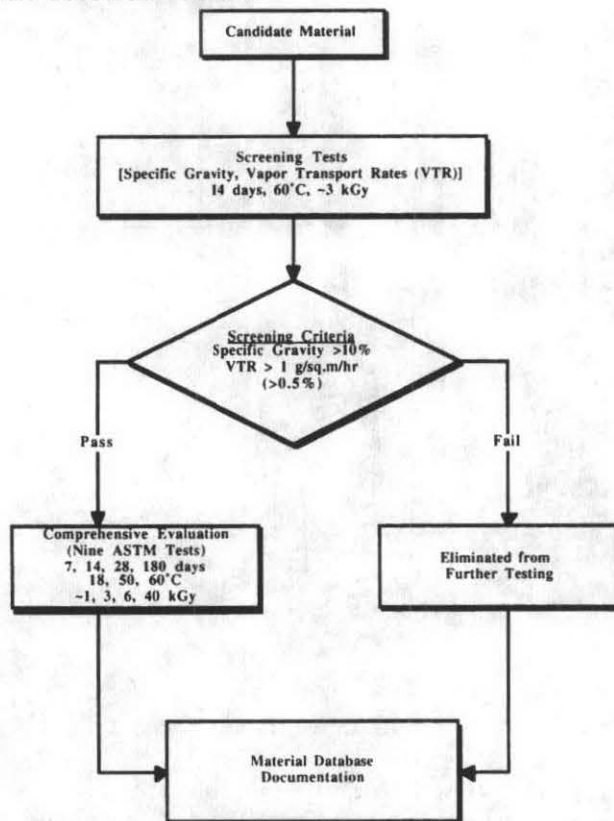 Candidate Material
Screening Tests
[Specific Gravity, Vapor Transport Rates (VTR)]
14 days, 60°C, ~3 kGy
Screening Criteria
Specific Gravity >10%
VTR > 1 g/sq.m/hr
(>0.5%)
Pass
Fail
Comprehensive Evaluation
(Nine ASTM Tests)
7, 14, 28, 180 days
18, 50, 60°C
~1, 3, 6, 40 kGy
Eliminated from
Further Testing
Material Database
Documentation